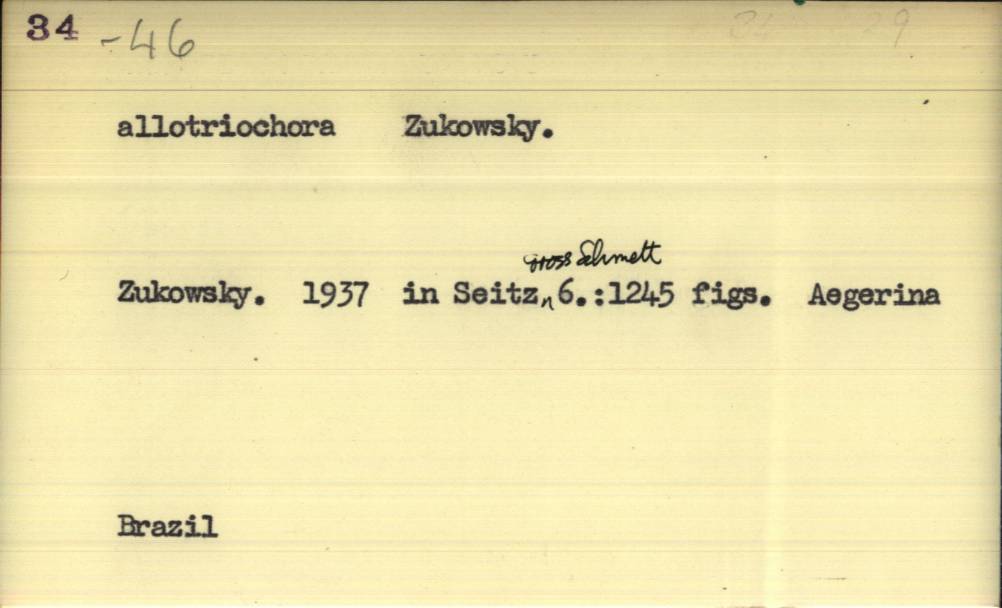 34 -46
allotriochora Zukowsky.
Gross Schmett
Zukowsky. 1937 in Seitz 6.:1245 figs. Aegerina
Brazil